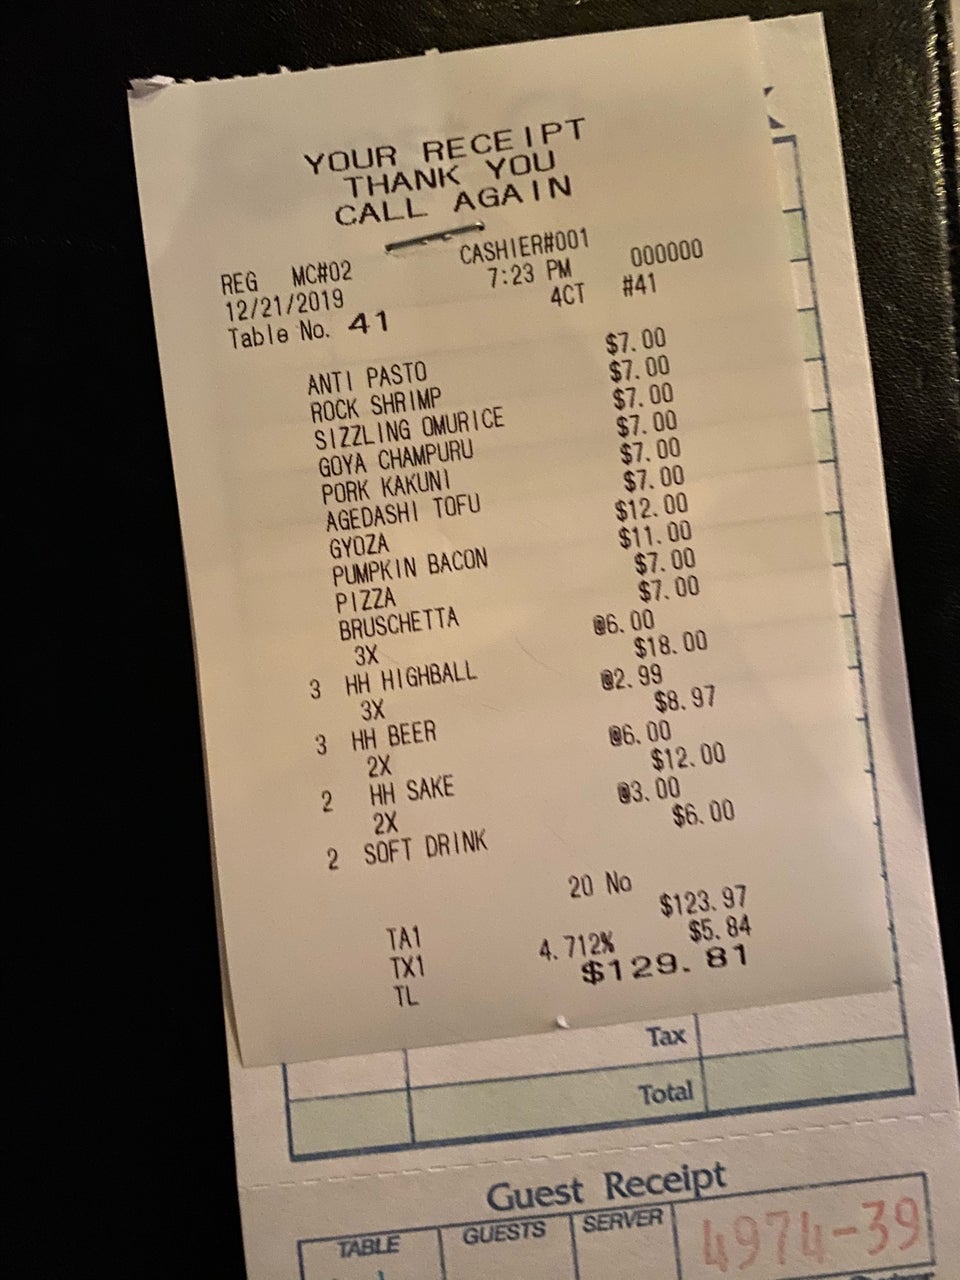 YOUR RECEIPT
THANK YOU
CALL AGAIN
REG MC#02 CASHIER#001 000000
12/21/2019 7:23 PM
Table No. 41 4CT #41
ANTI PASTO $7.00
ROCK SHRIMP $7.00
SIZZLING OMURICE $7.00
GOYA CHAMPURU $7.00
PORK KAKUNI $7.00
AGEDASHI TOFU $7.00
GYOZA $12.00
PUMPKIN BACON $11.00
PIZZA $7.00
BRUSCHETTA $7.00
3X @6.00
3 HH HIGHBALL $18.00
3X @2.99
3 HH BEER $8.97
2X @6.00
2 HH SAKE $12.00
2X @3.00
2 SOFT DRINK $6.00
20 No
TA1 $123.97
TX1 4.712% $5.84
TL $129.81
Tax
Total
Guest Receipt
TABLE GUESTS SERVER 4974-39